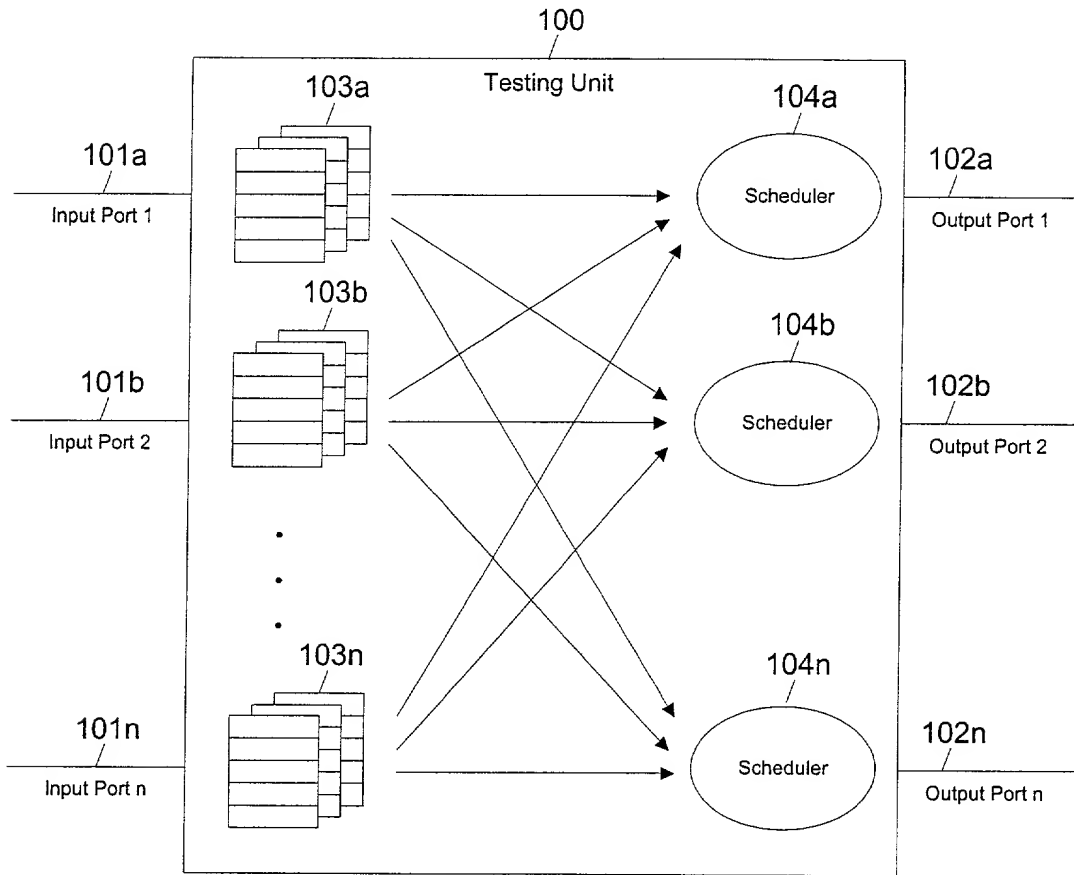 100
Testing Unit
103a
104a
101a
102a
Scheduler
Input Port 1
Output Port 1
103b
104b
101b
102b
Scheduler
Input Port 2
Output Port 2
103n
104n
101n
102n
Scheduler
Input Port n
Output Port n